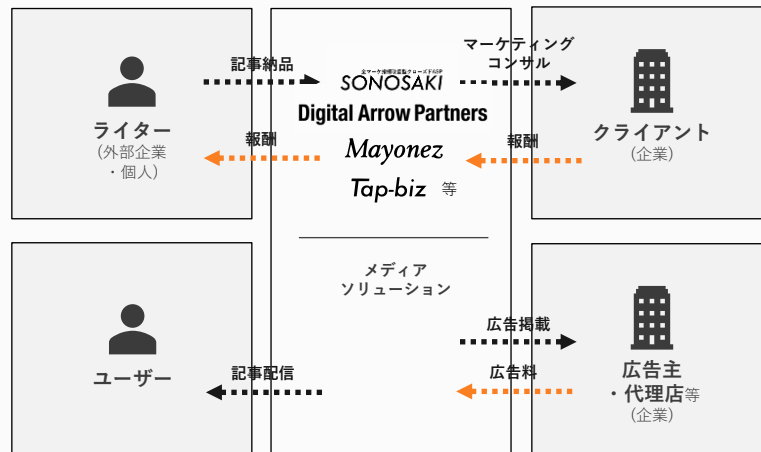 記事納品
ライター
(外部企業
・個人)
報酬
SONOSAKI
Digital Arrow Partners
Mayonez
Tap-biz 等
マーケティング
コンサル
報酬
クライアント
(企業)
メディア
ソリューション
ユーザー
記事配信
広告掲載
広告料
広告主
・代理店等
(企業)